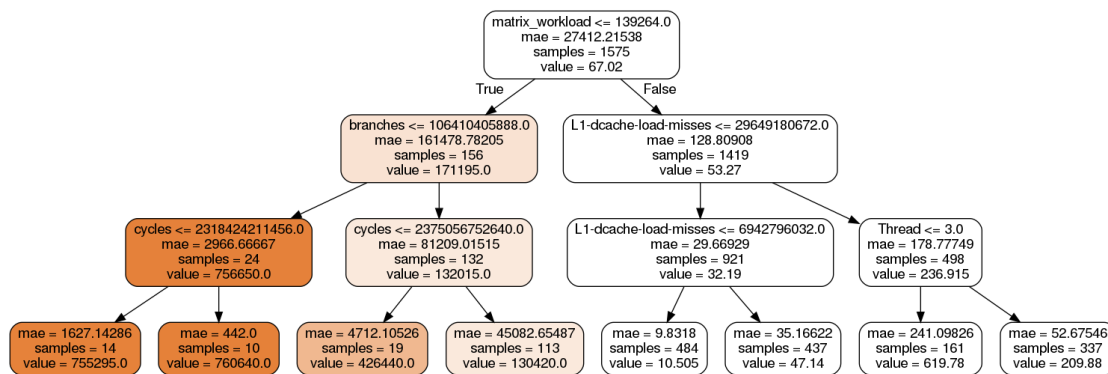 matrix_workload <= 139264.0
mae = 27412.21538
samples = 1575
value = 67.02
True
False
branches <= 106410405888.0
mae = 161478.78205
samples = 156
value = 171195.0
L1-dcache-load-misses <= 29649180672.0
mae = 128.80908
samples = 1419
value = 53.27
cycles <= 2318424211456.0
mae = 2966.66667
samples = 24
value = 756650.0
cycles <= 2375056752640.0
mae = 81209.01515
samples = 132
value = 132015.0
L1-dcache-load-misses <= 6942796032.0
mae = 29.66929
samples = 921
value = 32.19
Thread <= 3.0
mae = 178.77749
samples = 498
value = 236.915
mae = 1627.14286
samples = 14
value = 755295.0
mae = 442.0
samples = 10
value = 760640.0
mae = 4712.10526
samples = 19
value = 426440.0
mae = 45082.65487
samples = 113
value = 130420.0
mae = 9.8318
samples = 484
value = 10.505
mae = 35.16622
samples = 437
value = 47.14
mae = 241.09826
samples = 161
value = 619.78
mae = 52.67546
samples = 337
value = 209.88